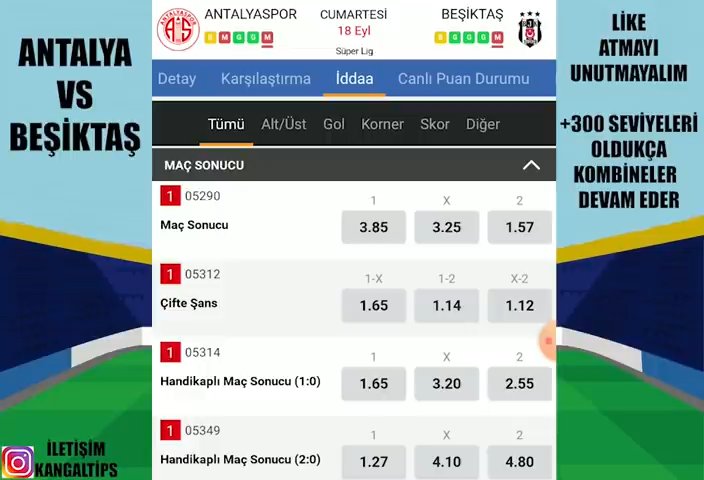 ANTALYA
VS
BEŞİKTAŞ
İLETİŞİM
KANGALTIPS
ANTALYASPOR
B M G G M
CUMARTESİ
18 Eyl
Süper Lig
BEŞİKTAŞ
B G G G M
Detay Karşılaştırma İddaa Canlı Puan Durumu
Tümü Alt/Üst Gol Korner Skor Diğer
MAÇ SONUCU
1 05290 1 X 2
Maç Sonucu 3.85 3.25 1.57
1 05312 1-X 1-2 X-2
Çifte Şans 1.65 1.14 1.12
1 05314 1 X 2
Handikaplı Maç Sonucu (1:0) 1.65 3.20 2.55
1 05349 1 X 2
Handikaplı Maç Sonucu (2:0) 1.27 4.10 4.80
LİKE
ATMAYI
UNUTMAYALIM
+300 SEVİYELERİ
OLDUKÇA
KOMBİNELER
DEVAM EDER